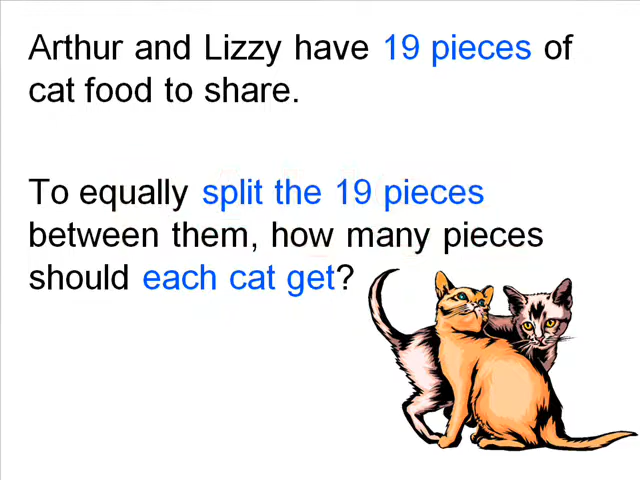 Arthur and Lizzy have 19 pieces of
cat food to share.
To equally split the 19 pieces
between them, how many pieces
should each cat get?